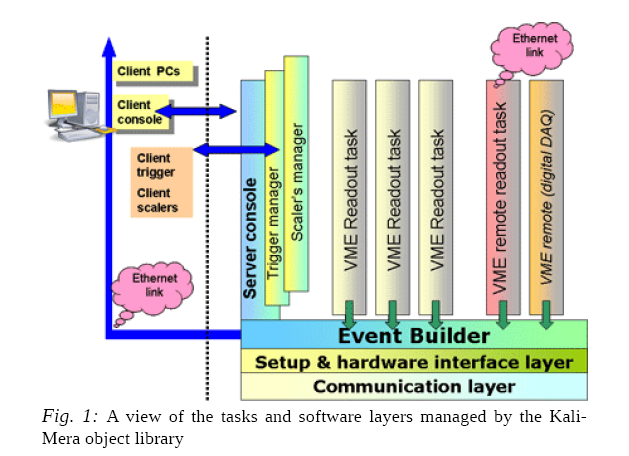 Ethernet
link
Client PCs
Client
console
Client
trigger
Client
scalers
Ethernet
link
Server console
Trigger manager
Scaler's manager
VME Readout task
VME Readout task
VME Readout task
VME remote readout task
VME remote (digital DAQ)
Event Builder
Setup & hardware interface layer
Communication layer
Fig. 1: A view of the tasks and software layers managed by the Kali-
Mera object library